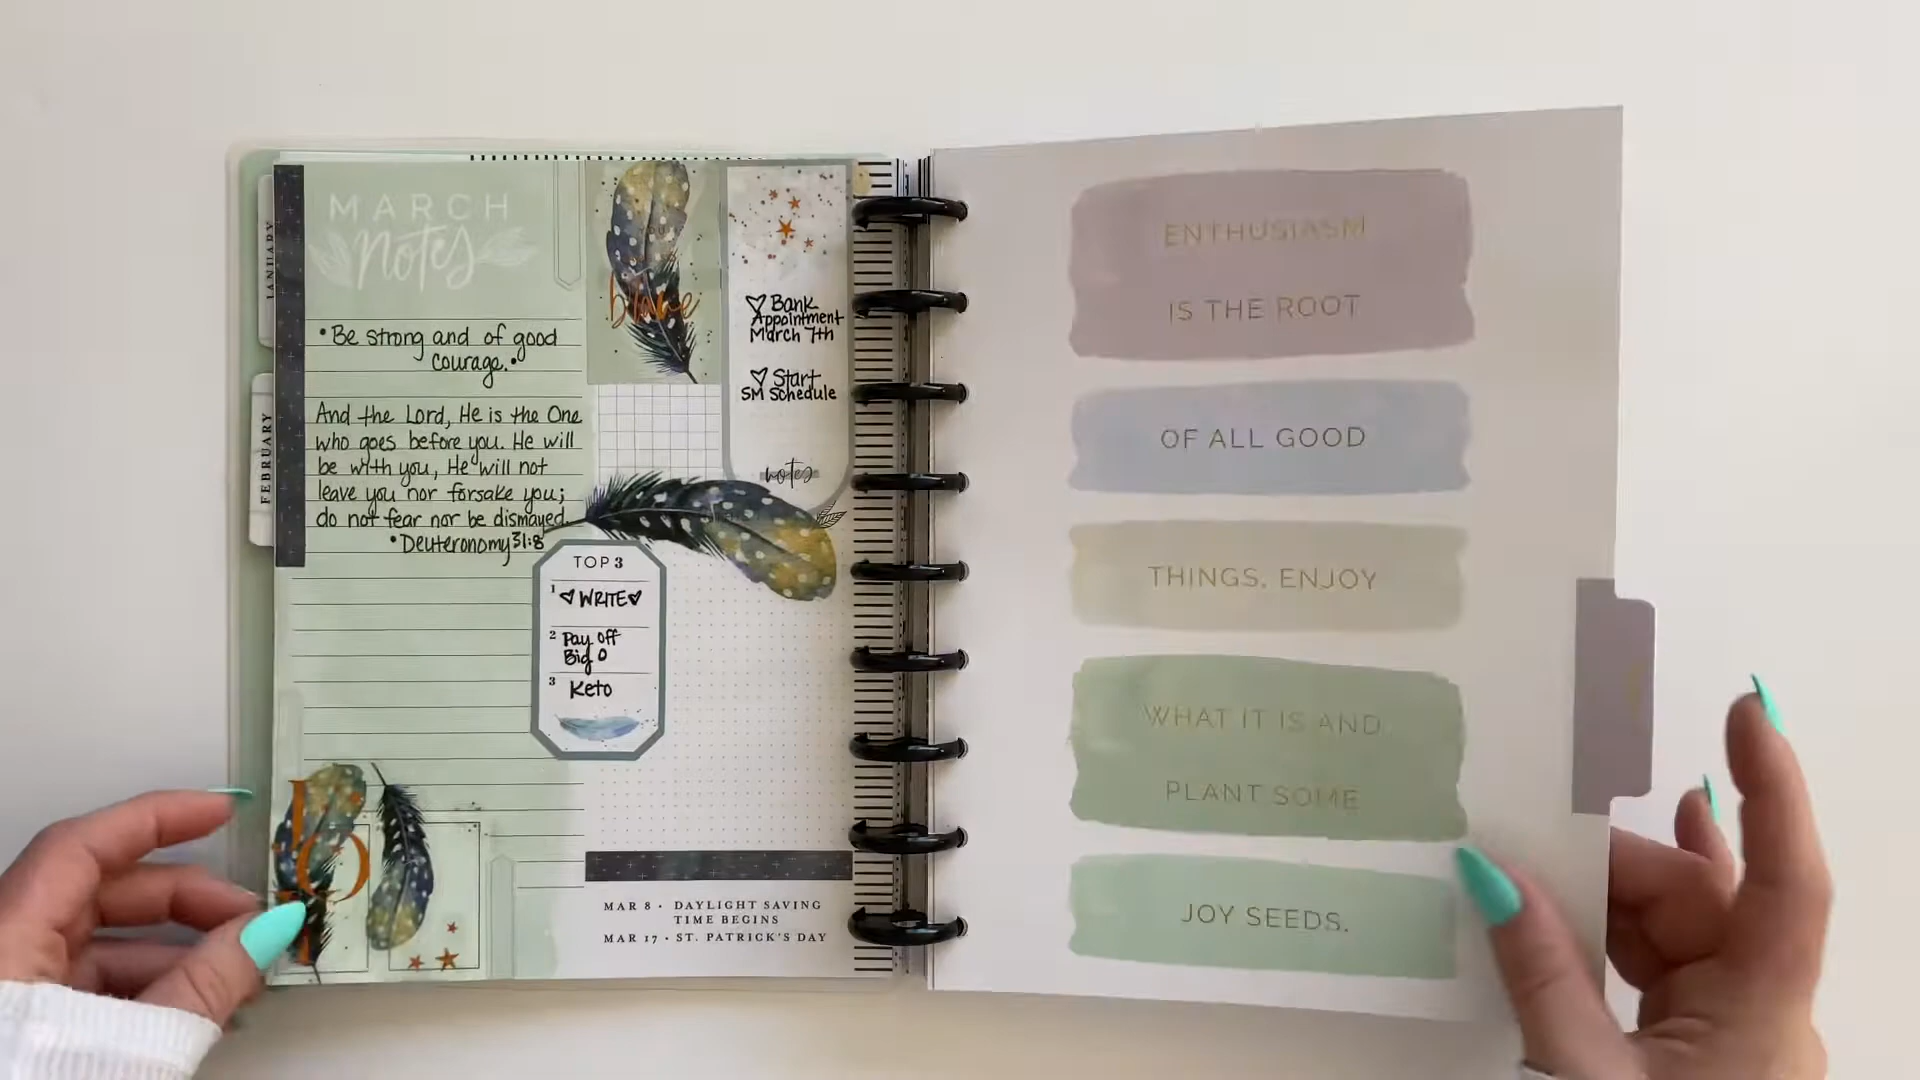 JANUARY
FEBRUARY
MARCH
notes
• Be strong and of good
courage. •
And the Lord, He is the One
who goes before you. He will
be with you, He will not
leave you nor forsake you;
do not fear nor be dismayed.
• Deuteronomy 31:8
brave
♡ Bank
Appointment
March 7th
♡ Start
SM Schedule
notes
TOP 3
1 ♡ WRITE ♡
2 Pay Off
Big O
3 Keto
MAR 8 • DAYLIGHT SAVING
TIME BEGINS
MAR 17 • ST. PATRICK'S DAY
ENTHUSIASM
IS THE ROOT
OF ALL GOOD
THINGS. ENJOY
WHAT IT IS AND
PLANT SOME
JOY SEEDS.